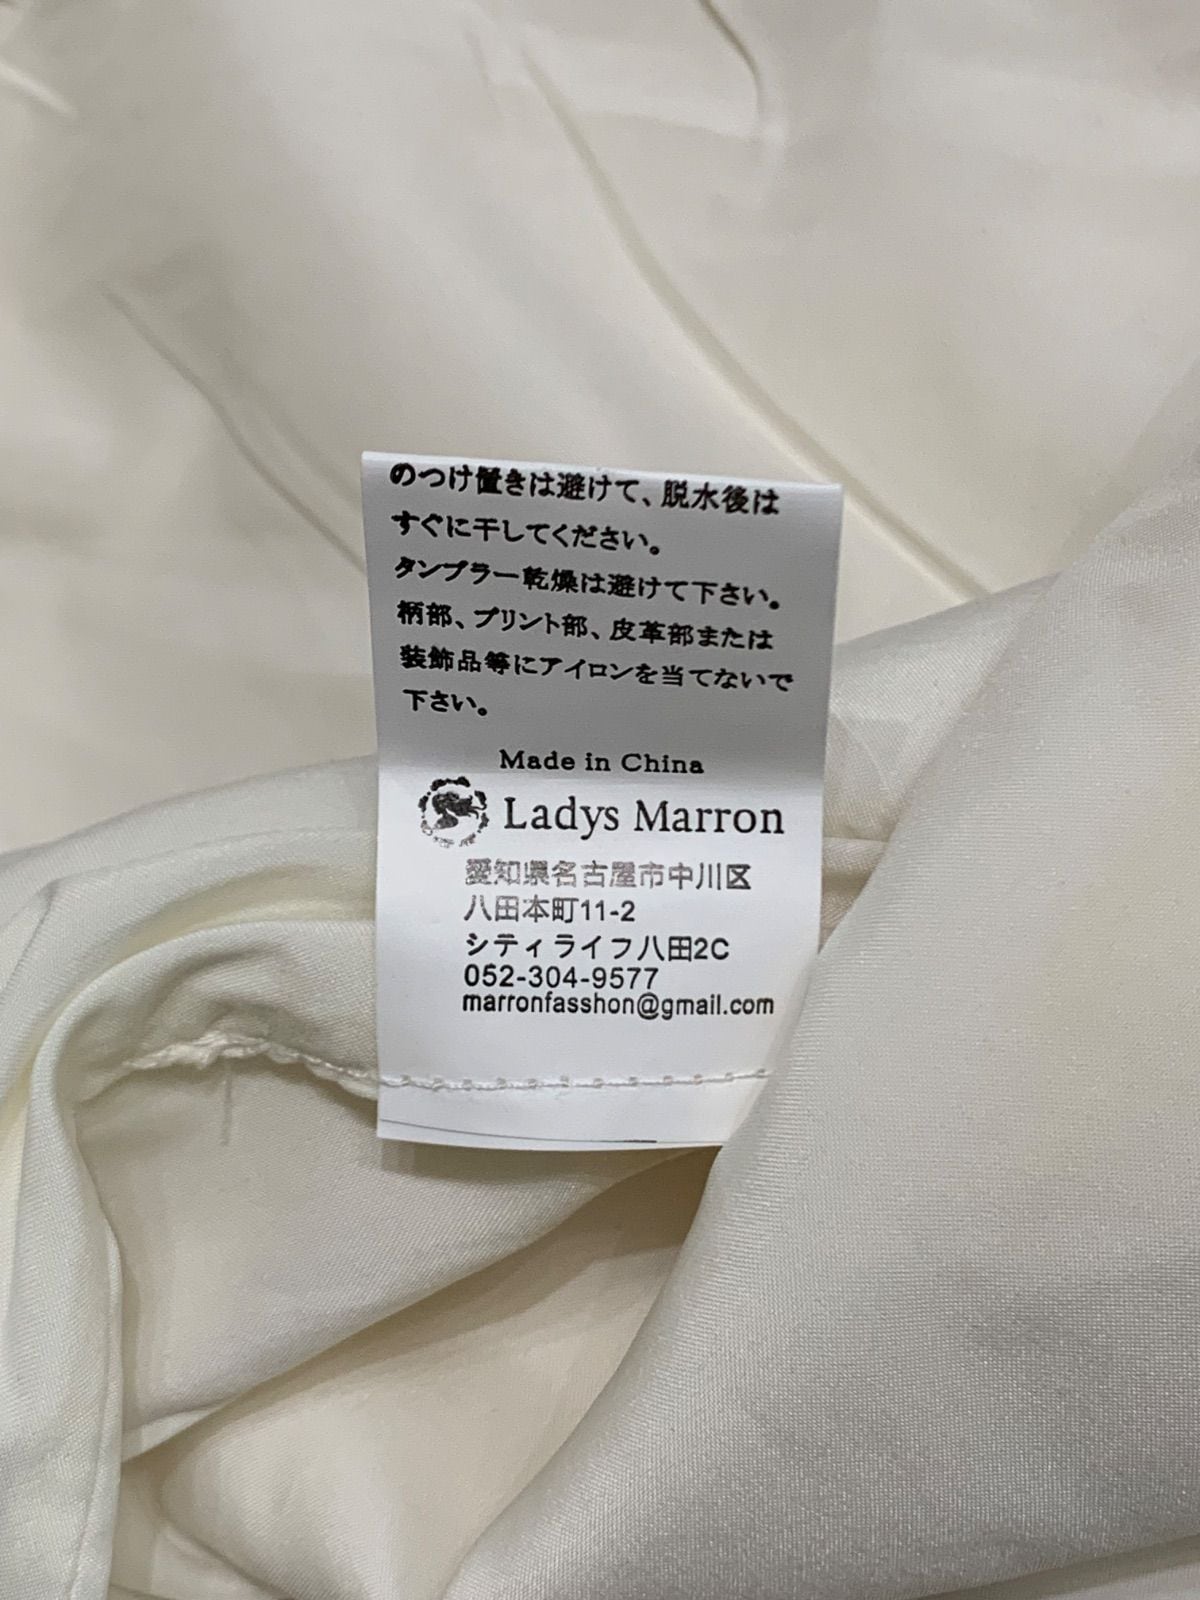 のつけ置きは避けて、脱水後は
すぐに干してください。
タンブラー乾燥は避けて下さい。
柄部、プリント部、皮革部または
装飾品等にアイロンを当てないで
下さい。
Made in China
Ladys Marron
愛知県名古屋市中川区
八田本町11-2
シティライフ八田2C
052-304-9577
marronfasshon@gmail.com